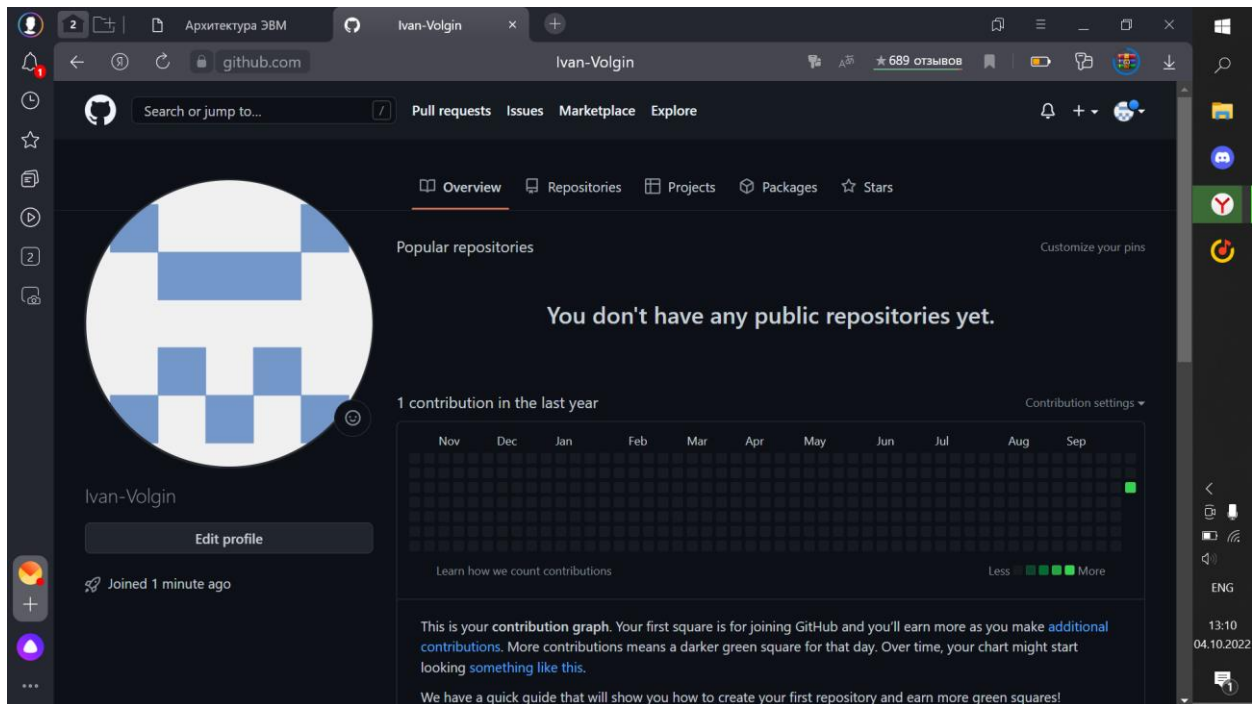 2 Архитектура ЭВМ Ivan-Volgin
1 Я github.com Ivan-Volgin ★ 689 отзывов
Search or jump to... / Pull requests Issues Marketplace Explore
Overview Repositories Projects Packages Stars
Popular repositories Customize your pins
2
You don't have any public repositories yet.
1 contribution in the last year Contribution settings
Nov Dec Jan Feb Mar Apr May Jun Jul Aug Sep
Ivan-Volgin
Edit profile
Learn how we count contributions Less More
Joined 1 minute ago
ENG
This is your contribution graph. Your first square is for joining GitHub and you'll earn more as you make additional
contributions. More contributions means a darker green square for that day. Over time, your chart might start
looking something like this.
13:10
04.10.2022
We have a quick guide that will show you how to create your first repository and earn more green squares!
1